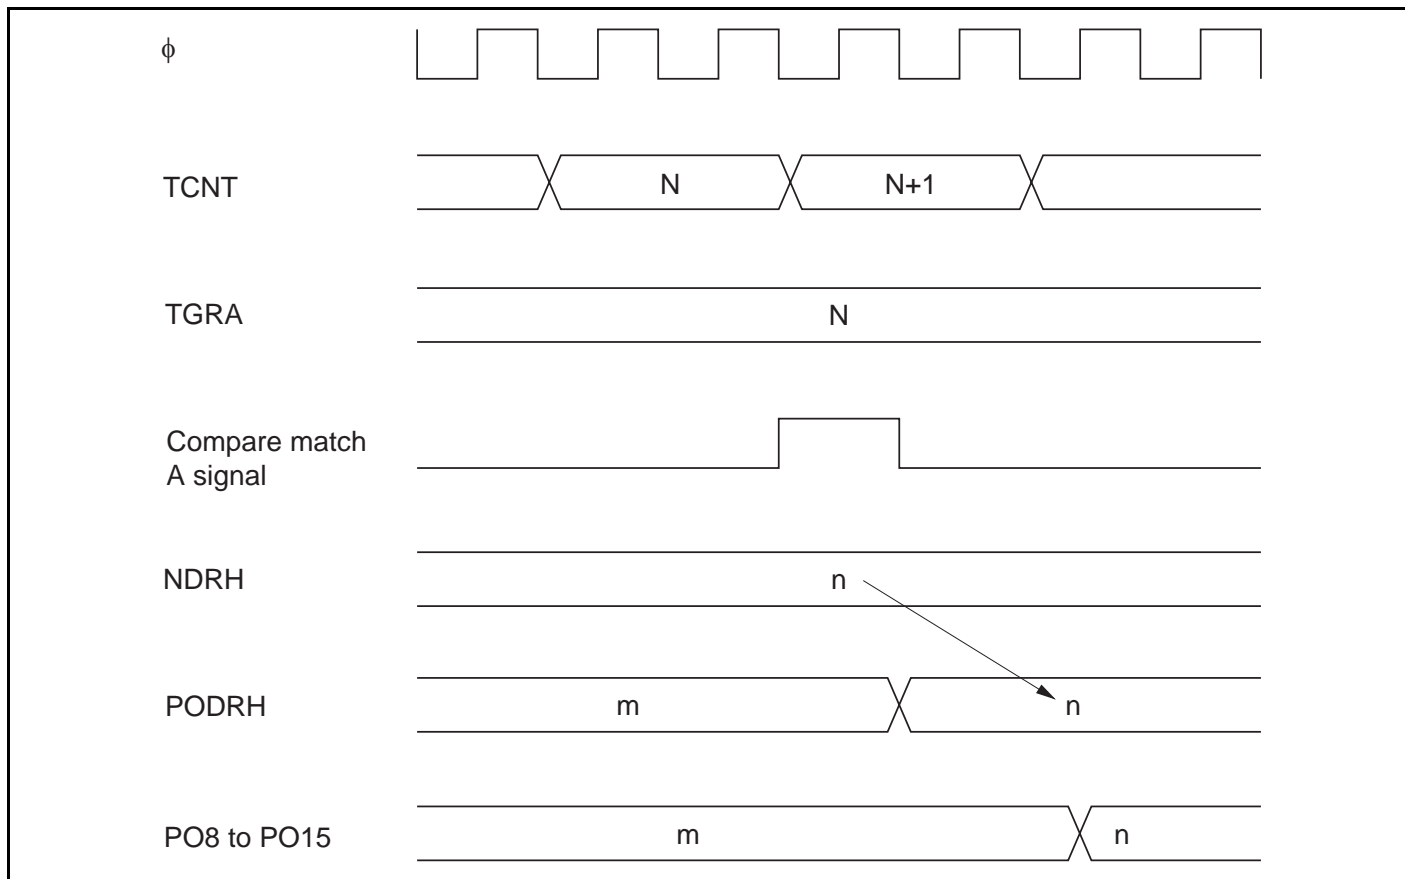 ϕ
TCNT N N+1
TGRA N
Compare match
A signal
NDRH n
PODRH m n
PO8 to PO15 m n